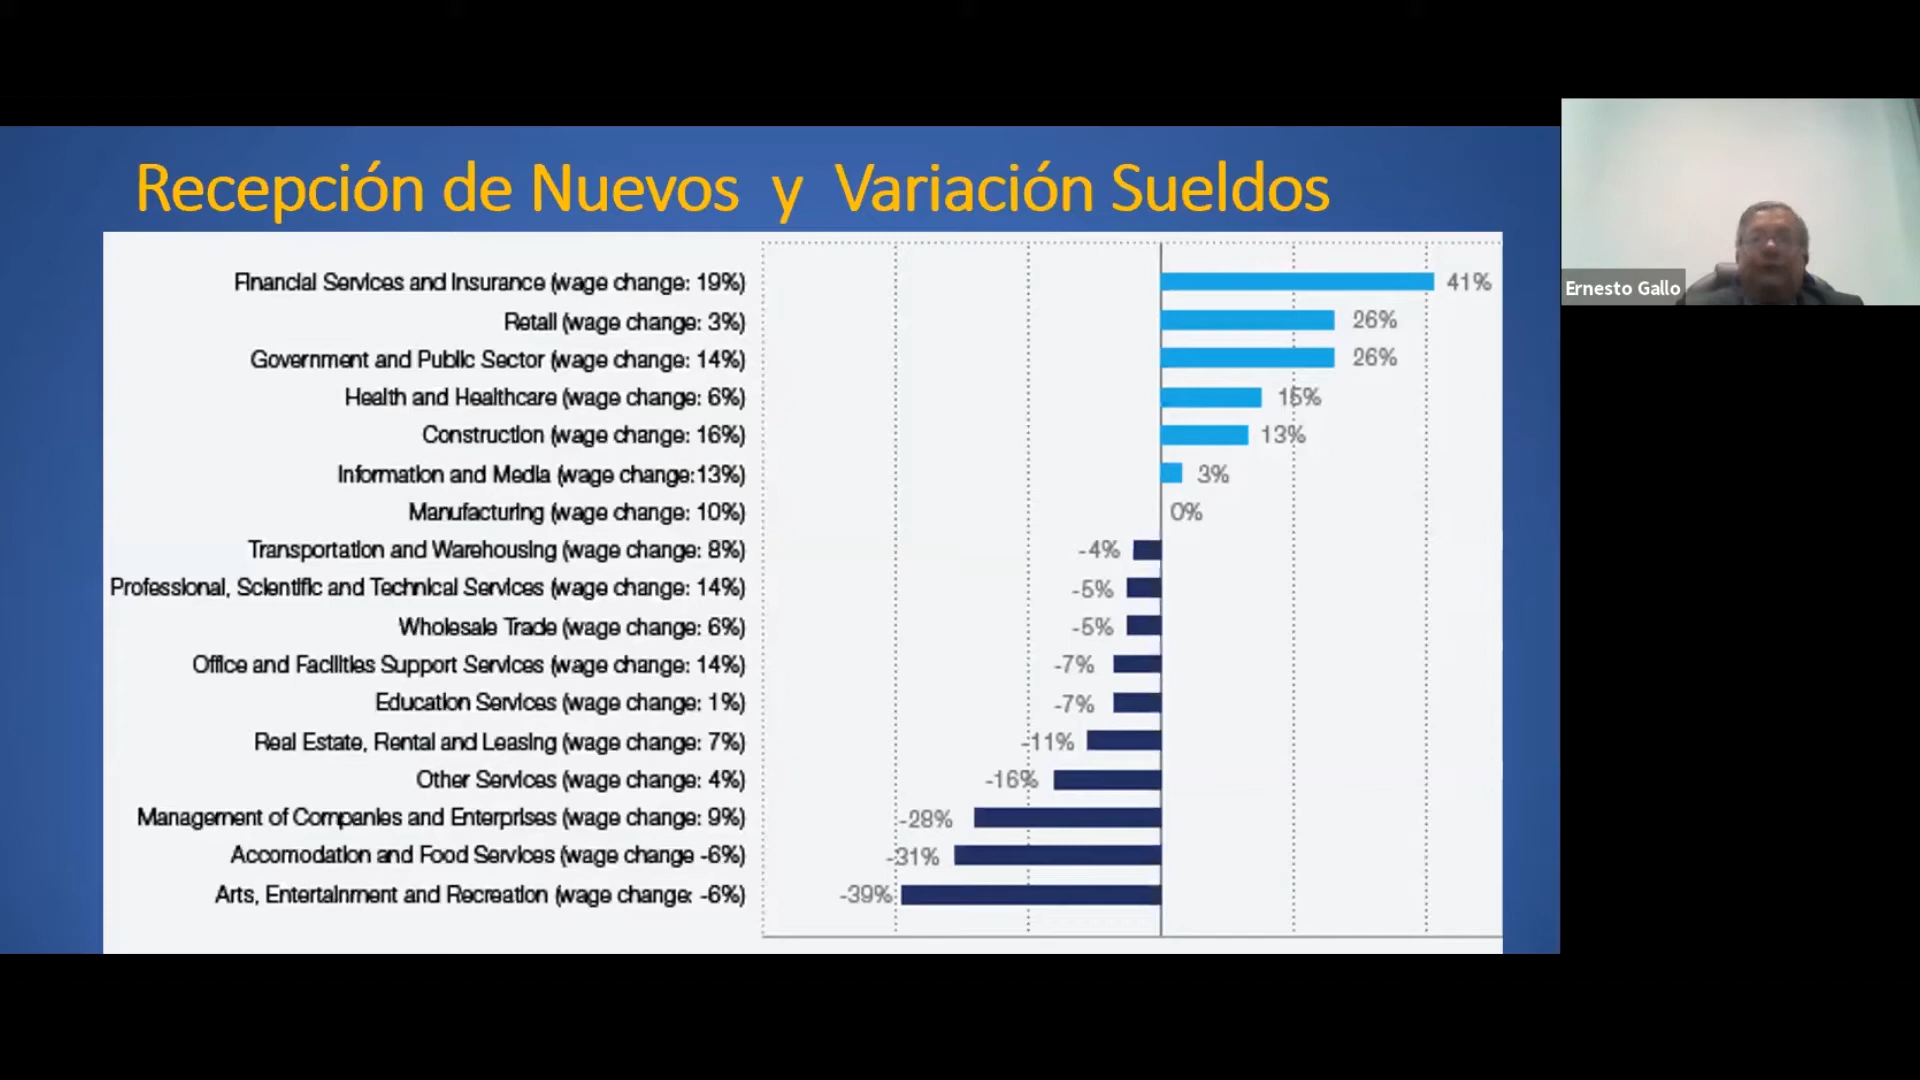 Recepción de Nuevos y Variación Sueldos
Financial Services and Insurance (wage change: 19%) 41%
Retail (wage change: 3%) 26%
Government and Public Sector (wage change: 14%) 26%
Health and Healthcare (wage change: 6%) 15%
Construction (wage change: 16%) 13%
Information and Media (wage change:13%) 3%
Manufacturing (wage change: 10%) 0%
Transportation and Warehousing (wage change: 8%) -4%
Professional, Scientific and Technical Services (wage change: 14%) -5%
Wholesale Trade (wage change: 6%) -5%
Office and Facilities Support Services (wage change: 14%) -7%
Education Services (wage change: 1%) -7%
Real Estate, Rental and Leasing (wage change: 7%) -11%
Other Services (wage change: 4%) -16%
Management of Companies and Enterprises (wage change: 9%) -28%
Accomodation and Food Services (wage change -6%) -31%
Arts, Entertainment and Recreation (wage change: -6%) -39%
Ernesto Gallo